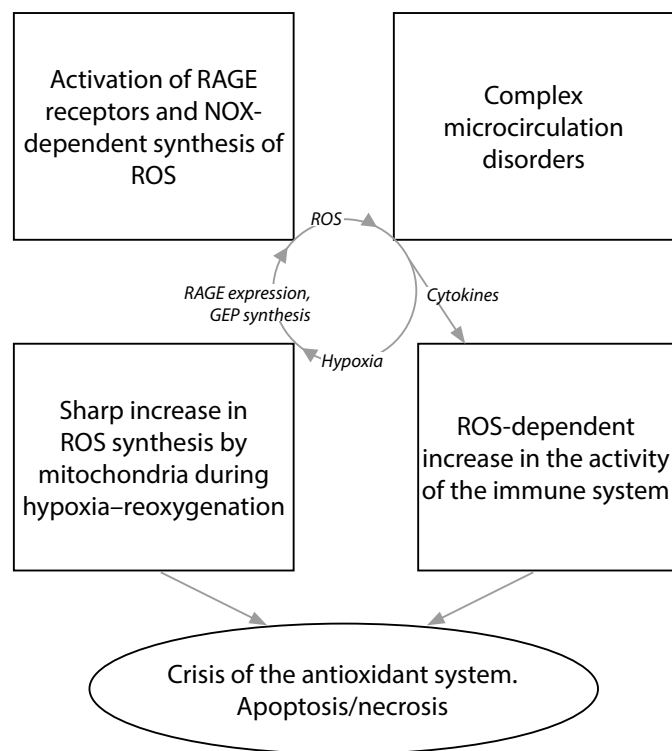 Activation of RAGE
receptors and NOX-
dependent synthesis of
ROS
Complex
microcirculation
disorders
ROS
RAGE expression,
GEP synthesis
Cytokines
Hypoxia
Sharp increase in
ROS synthesis by
mitochondria during
hypoxia–reoxygenation
ROS-dependent
increase in the activity
of the immune system
Crisis of the antioxidant system.
Apoptosis/necrosis